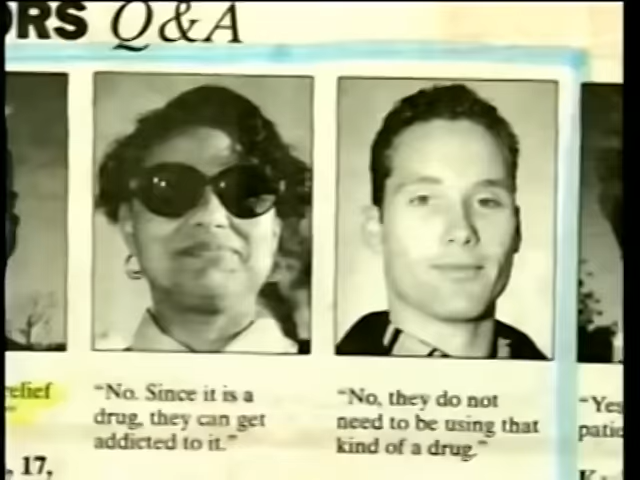 ORS Q&A
relief
"
, 17,
"No. Since it is a
drug, they can get
addicted to it."
"No, they do not
need to be using that
kind of a drug."
"Yes
patie